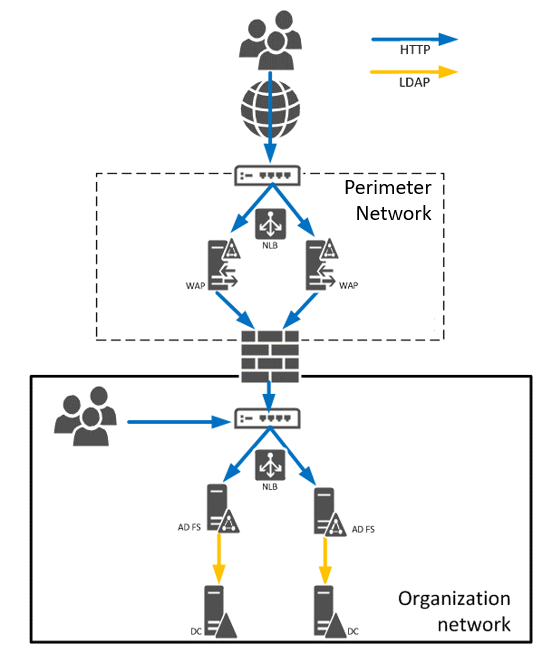 HTTP
LDAP
Perimeter
Network
NLB
WAP
WAP
NLB
AD FS
AD FS
DC
DC
Organization
network